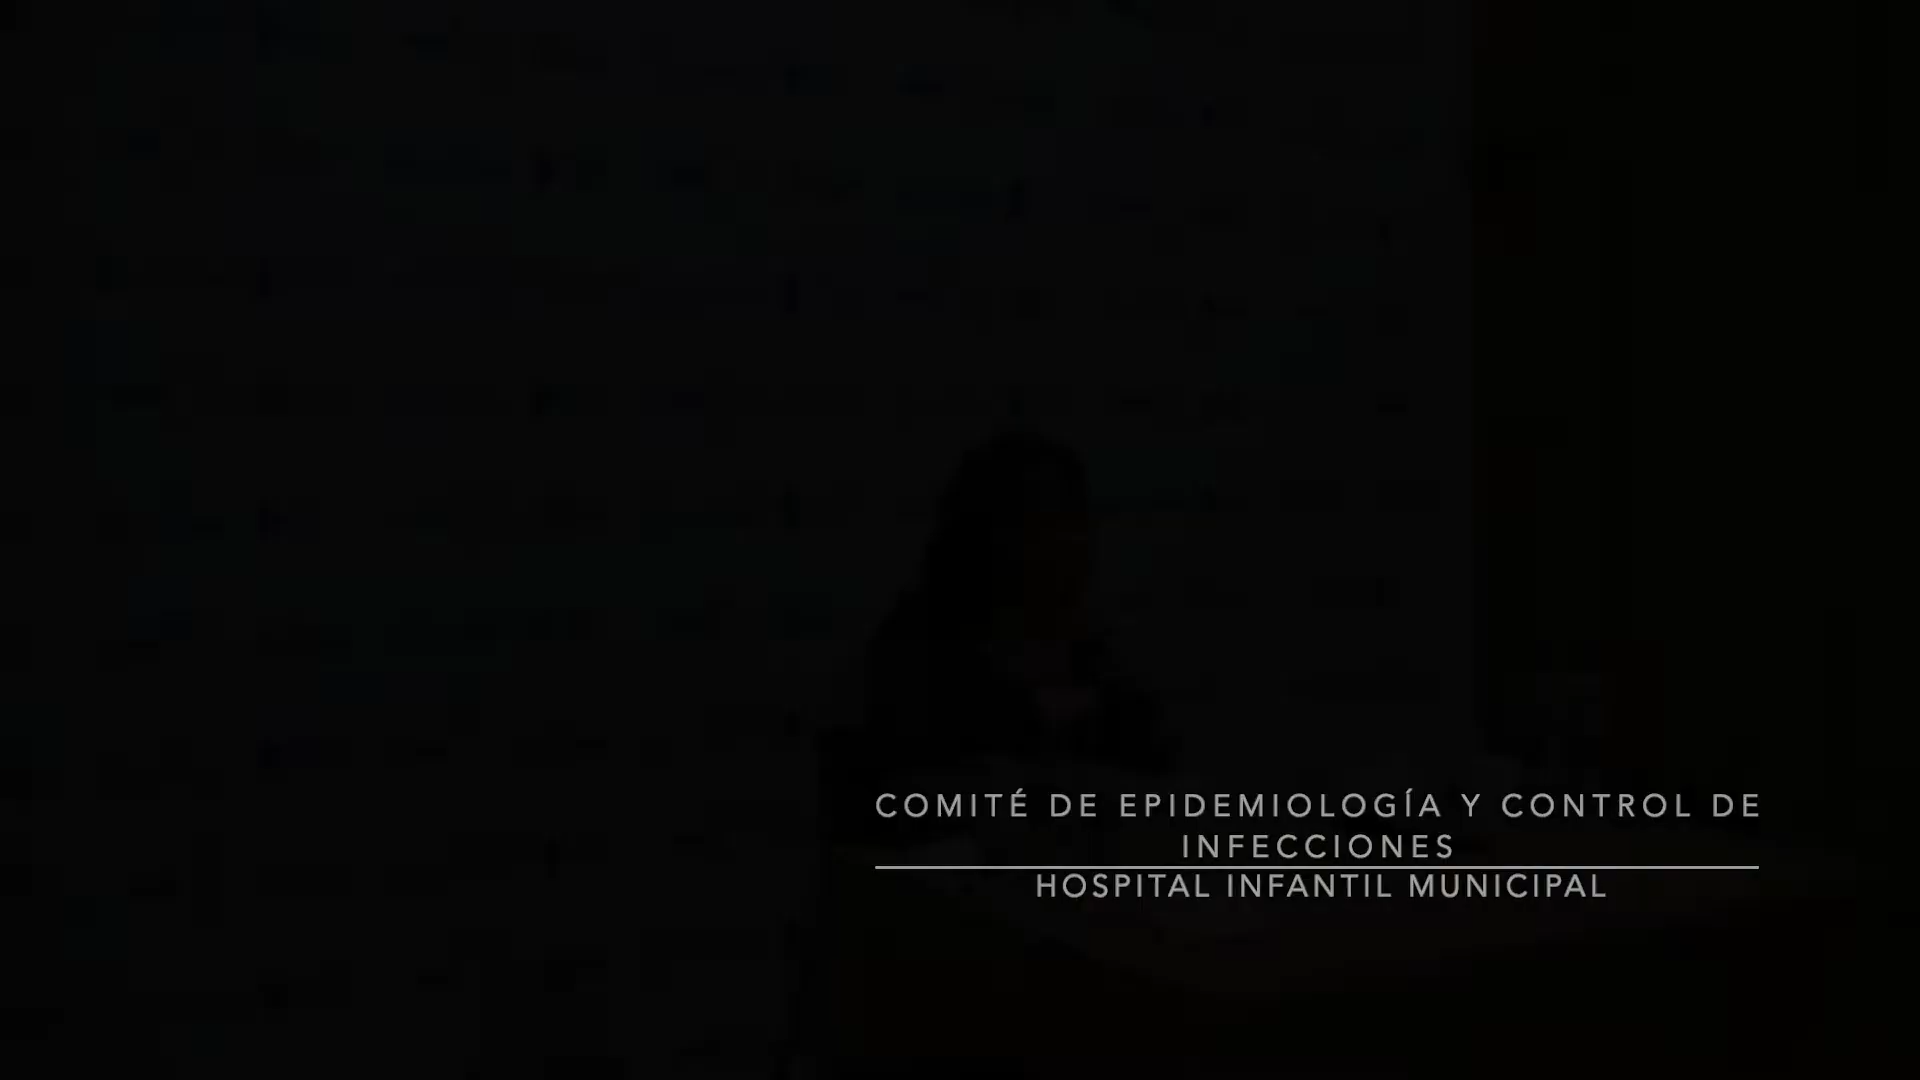 COMITÉ DE EPIDEMIOLOGÍA Y CONTROL DE
INFECCIONES
HOSPITAL INFANTIL MUNICIPAL